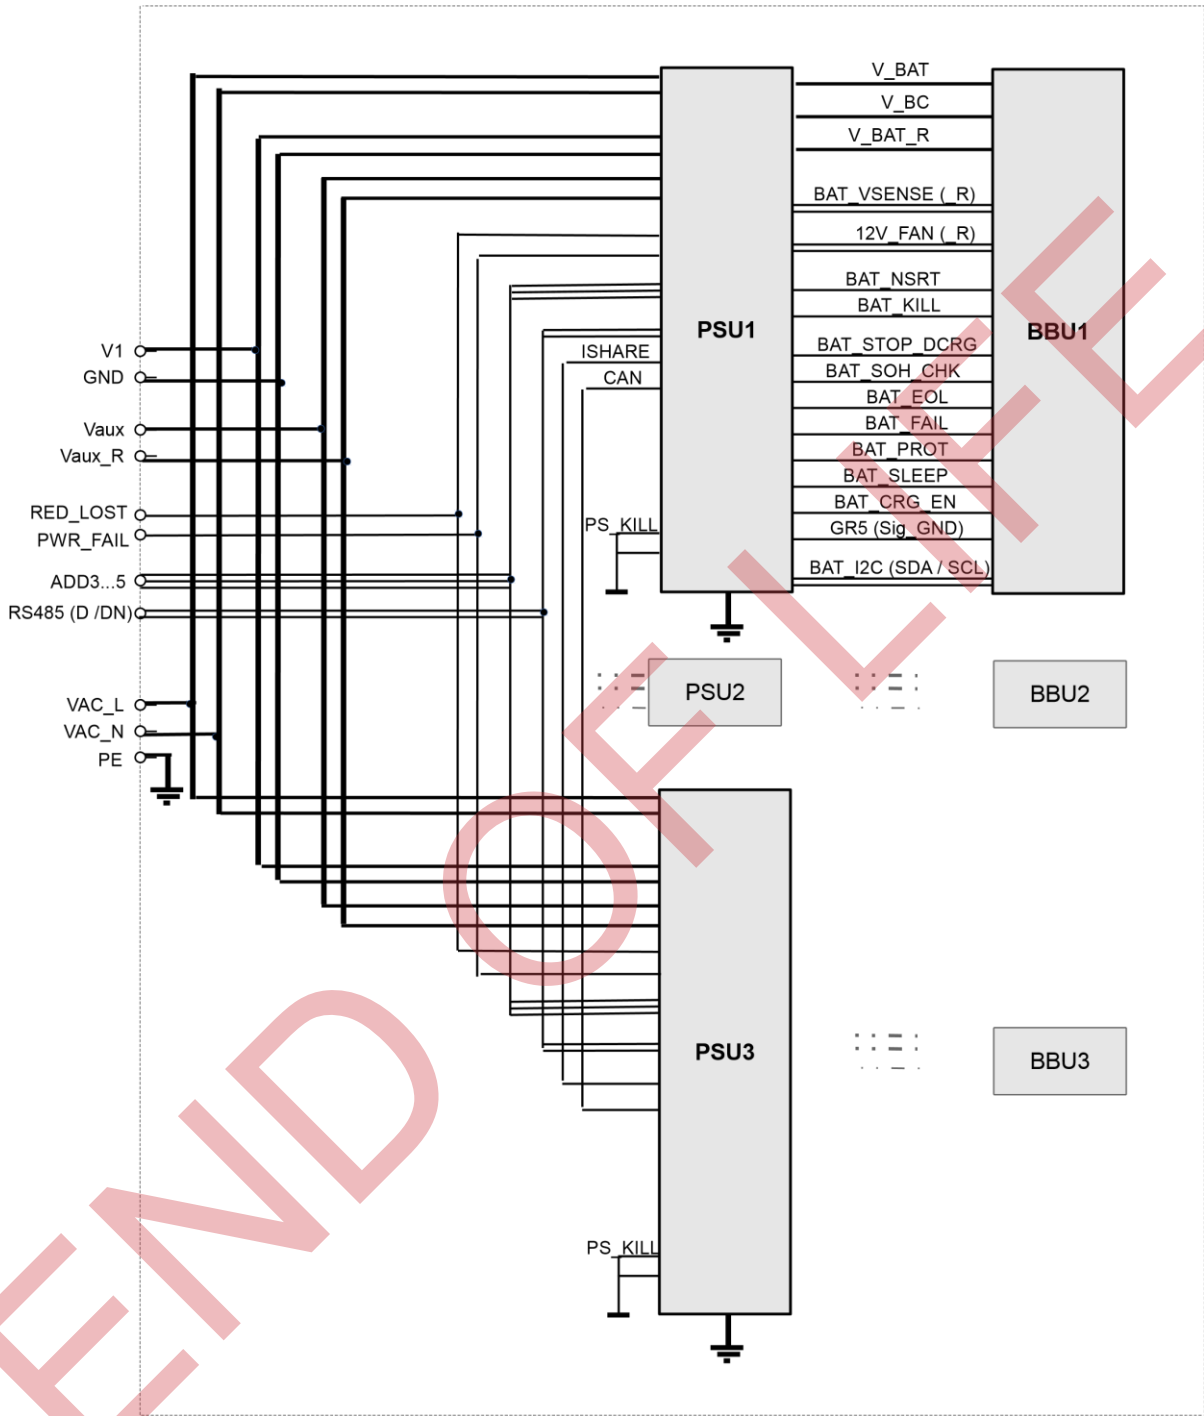 V_BAT
V_BC
V_BAT_R
BAT_VSENSE (_R)
12V_FAN (_R)
BAT_NSRT
BAT_KILL
PSU1
BBU1
BAT_STOP_DCRG
BAT_SOH_CHK
BAT_EOL
BAT_FAIL
BAT_PROT
BAT_SLEEP
BAT_CRG_EN
GR5 (Sig_GND)
BAT_I2C (SDA / SCL)
ISHARE
CAN
PS_KILL
V1
GND
Vaux
Vaux_R
RED_LOST
PWR_FAIL
ADD3...5
RS485 (D /DN)
VAC_L
VAC_N
PE
PSU2
BBU2
PSU3
BBU3
PS_KILL
END OF LIFE